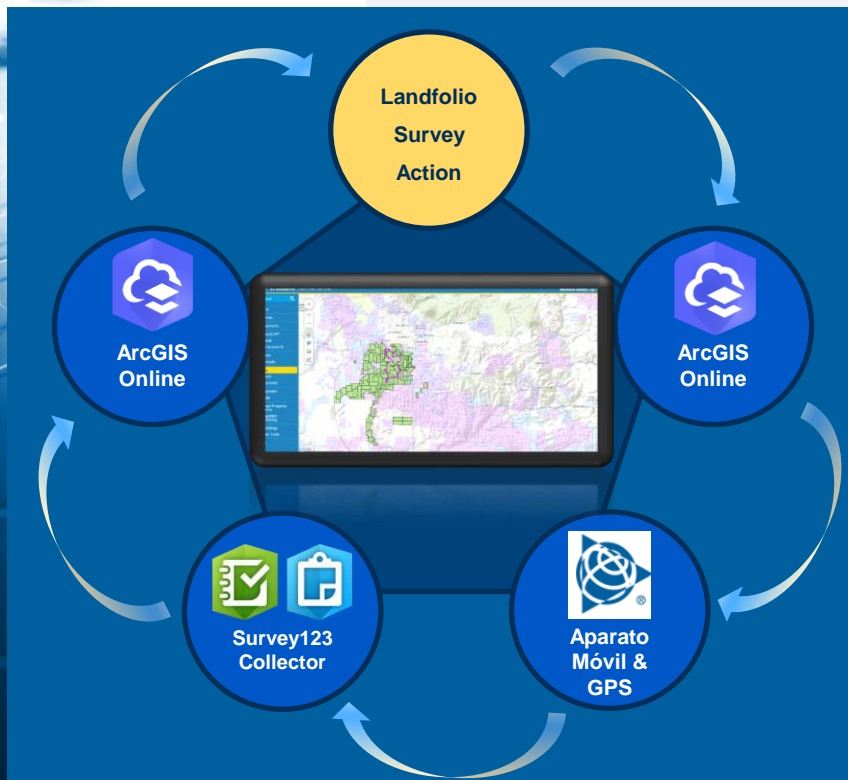 Landfolio
Survey
Action
ArcGIS
Online
ArcGIS
Online
Survey123
Collector
®
Aparato
Móvil &
GPS